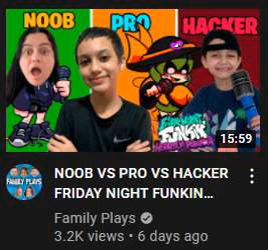 NOOB PRO HACKER
FRIDAY NIGHT
FUNKIN
15:59
FAMILY PLAYS
NOOB VS PRO VS HACKER
FRIDAY NIGHT FUNKIN...
Family Plays
3.2K views • 6 days ago